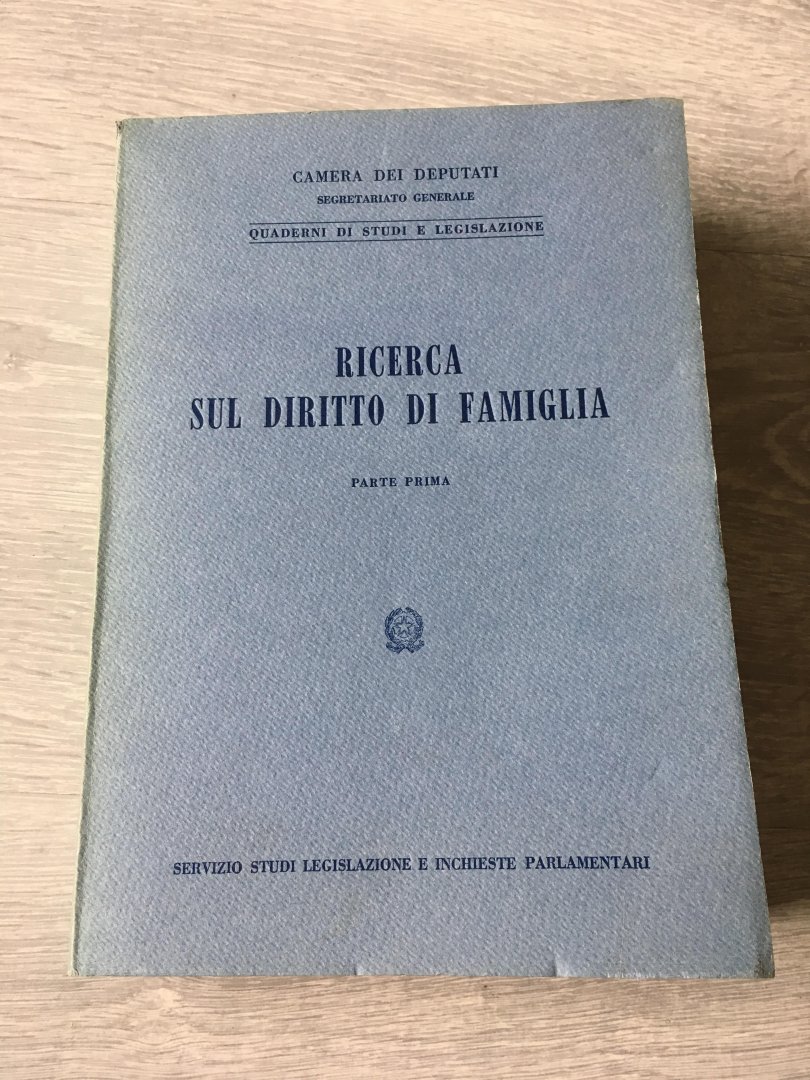 CAMERA DEI DEPUTATI
SEGRETARIATO GENERALE
QUADERNI DI STUDI E LEGISLAZIONE
RICERCA
SUL DIRITTO DI FAMIGLIA
PARTE PRIMA
SERVIZIO STUDI LEGISLAZIONE E INCHIESTE PARLAMENTARI